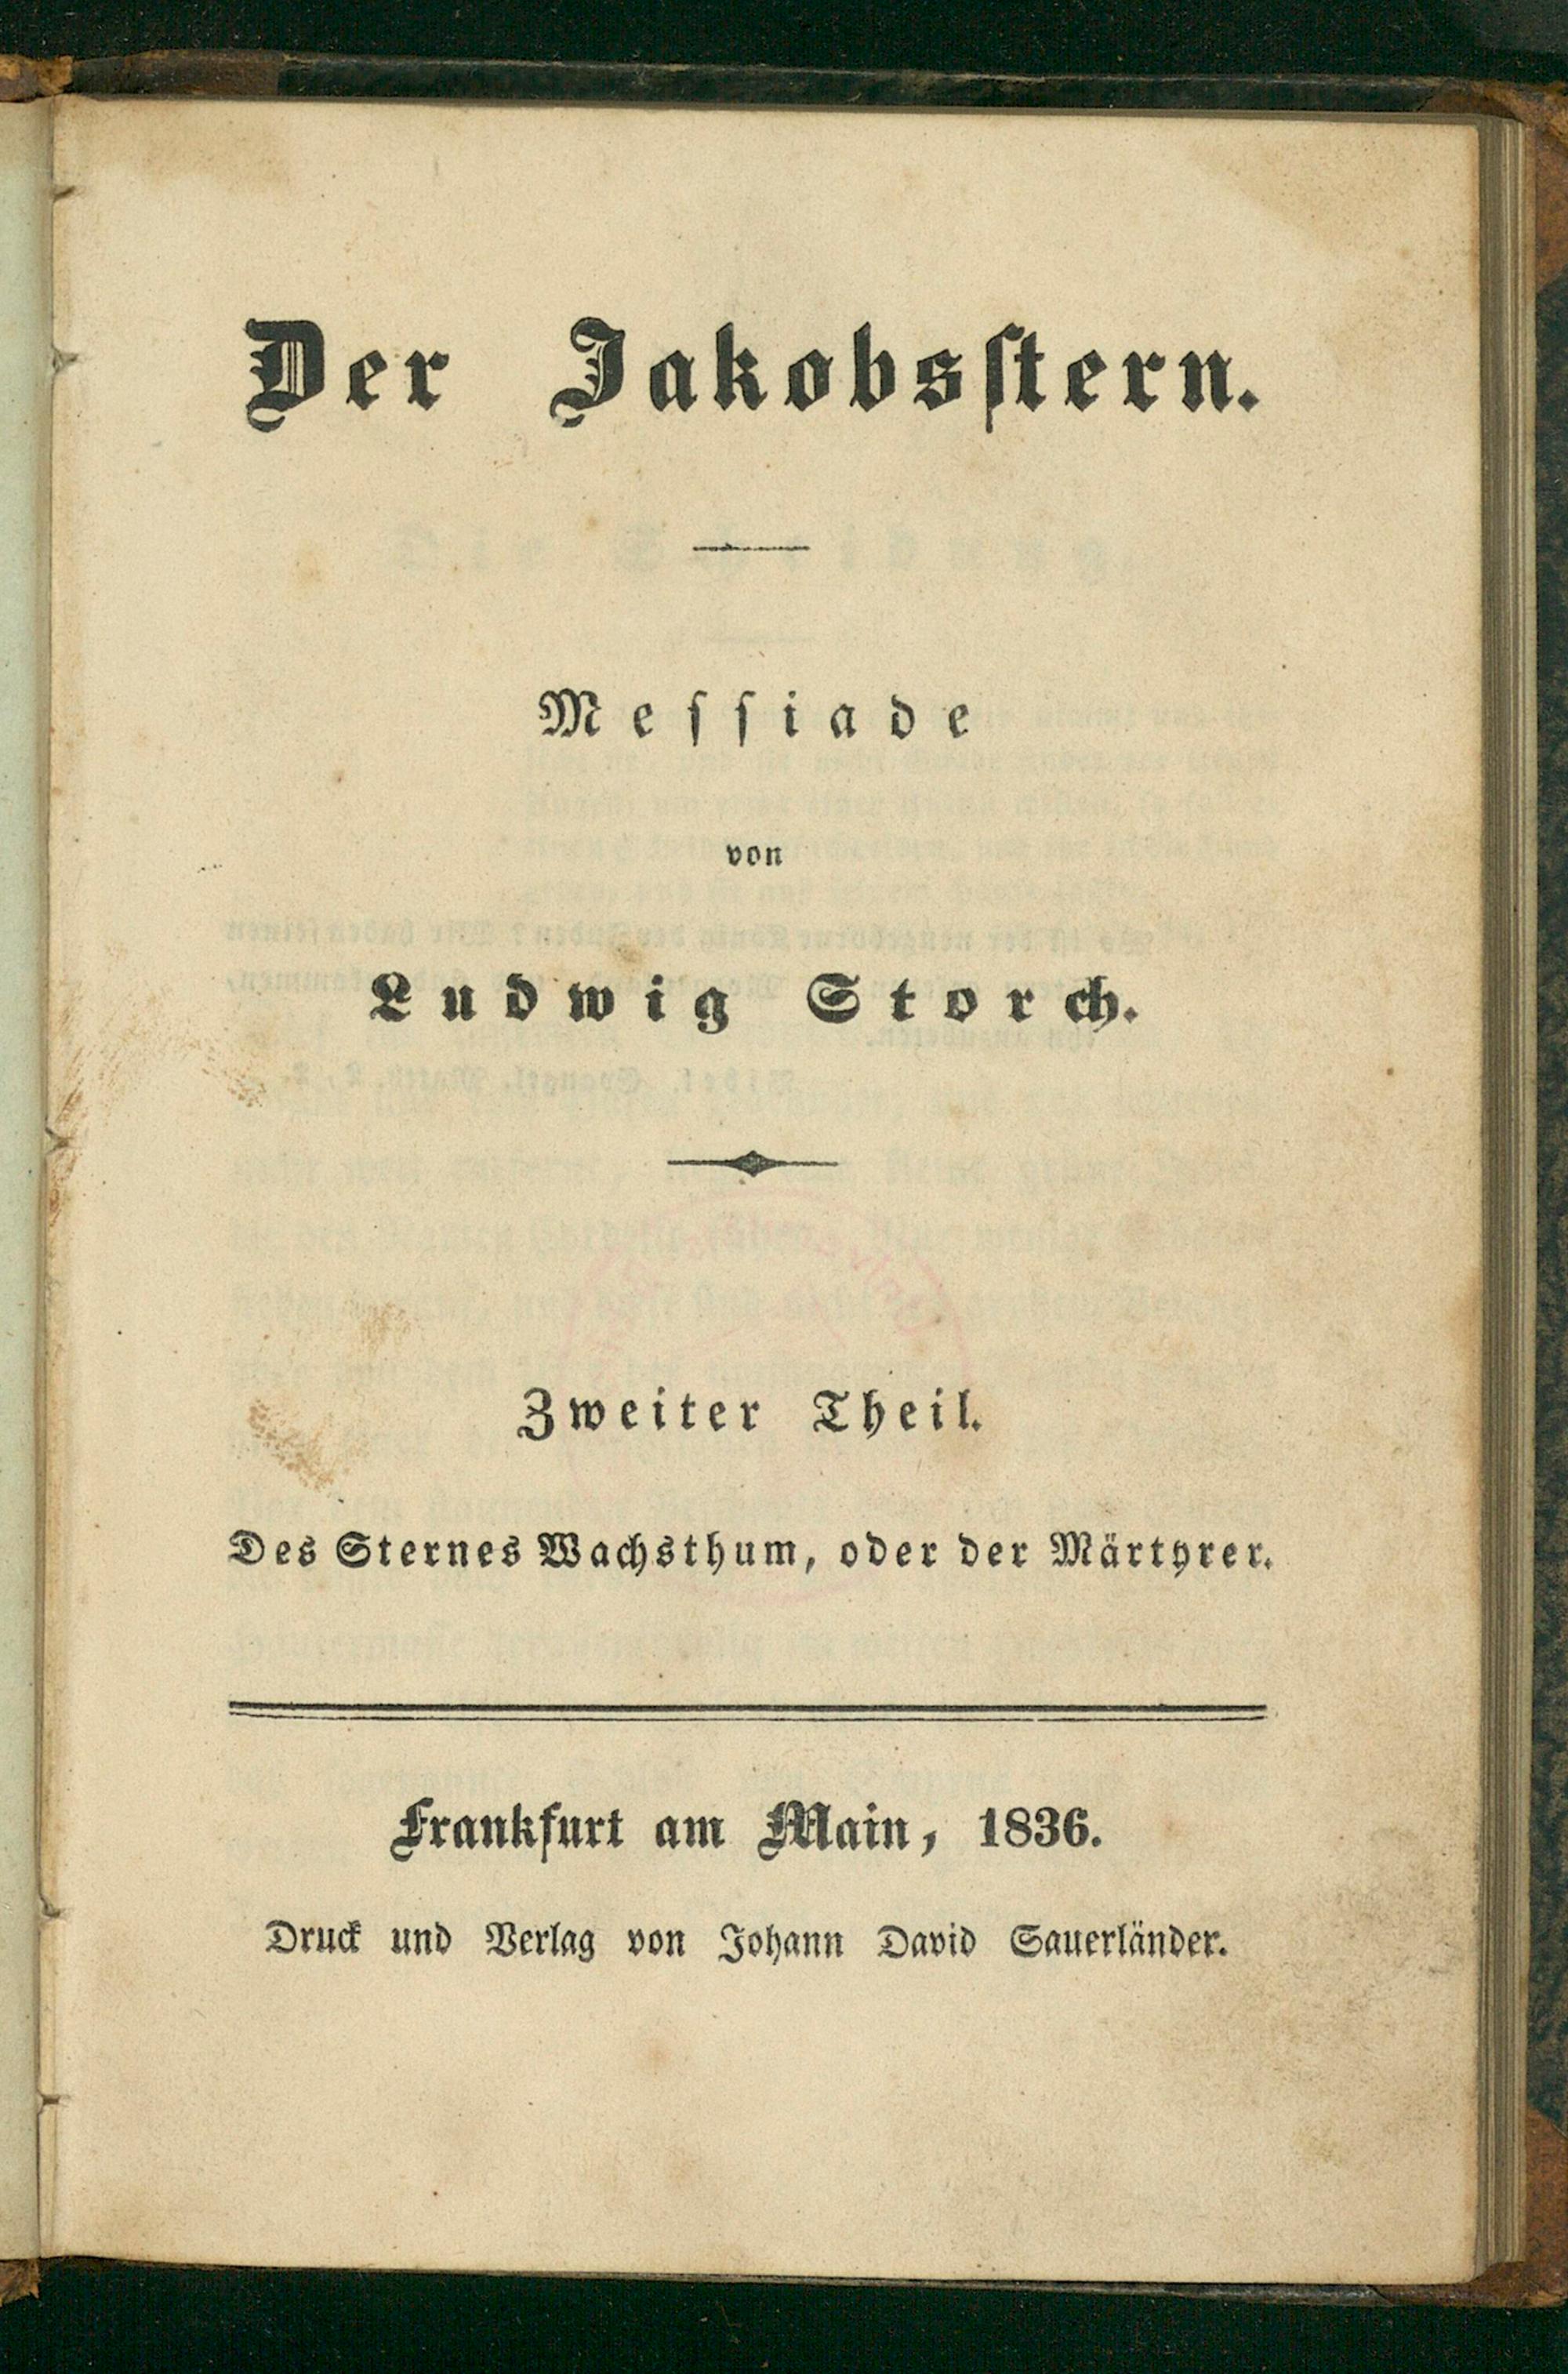 Der Jakobsſtern.
Meſſiade
von
Ludwig Storch.
Zweiter Theil.
Des Sternes Wachsthum, oder der Märtyrer.
Frankfurt am Main, 1836.
Druck und Verlag von Johann David Sauerländer.